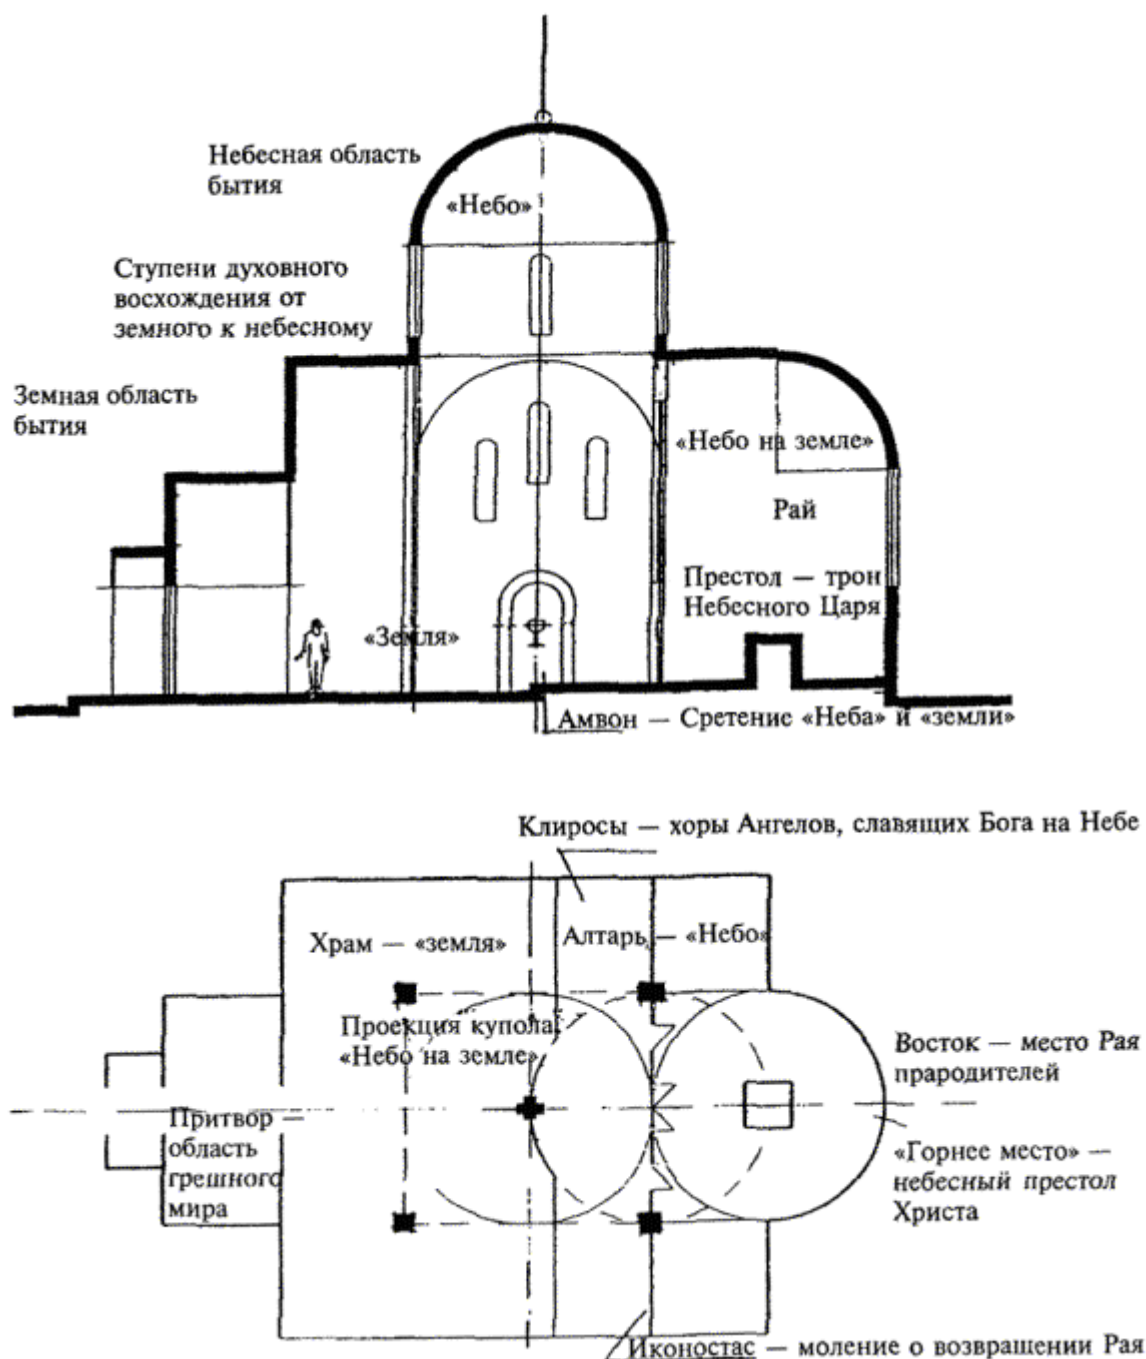 Небесная область
бытия
«Небо»
Ступени духовного
восхождения от
земного к небесному
Земная область
бытия
«Небо на земле»
Рай
Престол — трон
Небесного Царя
«Земля»
Амвон — Сретение «Неба» и «земли»
Клиросы — хоры Ангелов, славящих Бога на Небе
Храм — «земля»
Алтарь — «Небо»
Проекция купола
«Небо на земле»
Восток — место Рая
прародителей
Притвор —
область
грешного
мира
«Горнее место» —
небесный престол
Христа
Иконостас — моление о возвращении Рая